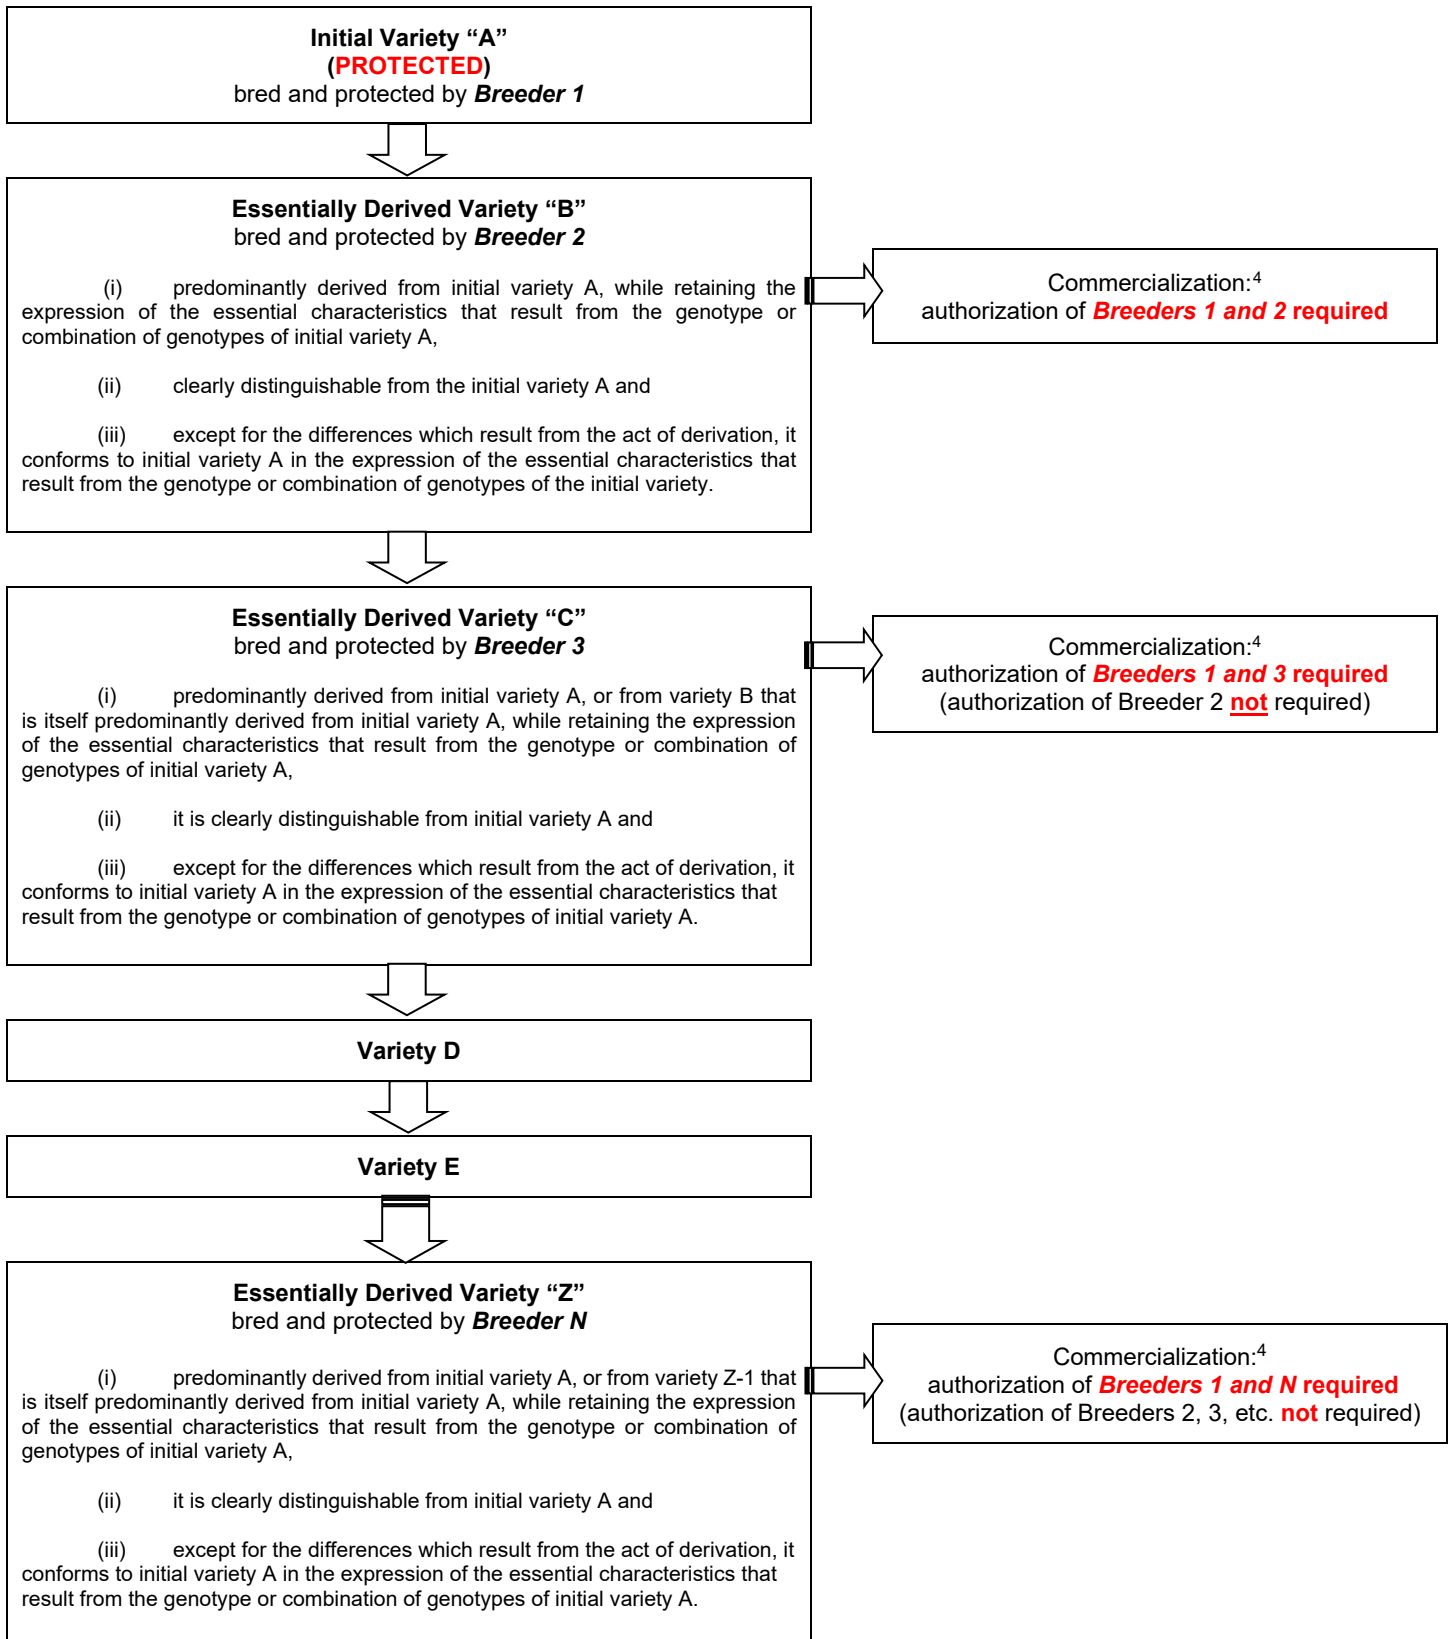 Initial Variety “A”
(PROTECTED)
bred and protected by Breeder 1
Essentially Derived Variety “B”
bred and protected by Breeder 2
(i) predominantly derived from initial variety A, while retaining the
expression of the essential characteristics that result from the genotype or
combination of genotypes of initial variety A,
(ii) clearly distinguishable from the initial variety A and
(iii) except for the differences which result from the act of derivation, it
conforms to initial variety A in the expression of the essential characteristics that
result from the genotype or combination of genotypes of the initial variety.
Commercialization:4
authorization of Breeders 1 and 2 required
Essentially Derived Variety “C”
bred and protected by Breeder 3
(i) predominantly derived from initial variety A, or from variety B that
is itself predominantly derived from initial variety A, while retaining the expression
of the essential characteristics that result from the genotype or combination of
genotypes of initial variety A,
(ii) it is clearly distinguishable from initial variety A and
(iii) except for the differences which result from the act of derivation, it
conforms to initial variety A in the expression of the essential characteristics that
result from the genotype or combination of genotypes of initial variety A.
Commercialization:4
authorization of Breeders 1 and 3 required
(authorization of Breeder 2 not required)
Variety D
Variety E
Essentially Derived Variety “Z”
bred and protected by Breeder N
(i) predominantly derived from initial variety A, or from variety Z-1 that
is itself predominantly derived from initial variety A, while retaining the expression
of the essential characteristics that result from the genotype or combination of
genotypes of initial variety A,
(ii) it is clearly distinguishable from initial variety A and
(iii) except for the differences which result from the act of derivation, it
conforms to initial variety A in the expression of the essential characteristics that
result from the genotype or combination of genotypes of initial variety A.
Commercialization:4
authorization of Breeders 1 and N required
(authorization of Breeders 2, 3, etc. not required)